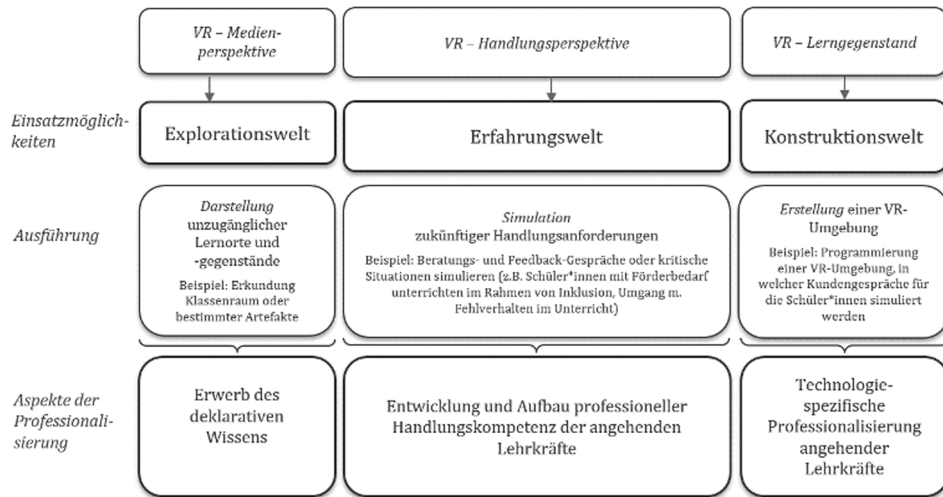 VR – Medien-
perspektive
VR – Handlungsperspektive
VR – Lerngegenstand
Einsatzmöglich-
keiten
Explorationswelt
Erfahrungswelt
Konstruktionswelt
Ausführung
Darstellung
unzugänglicher
Lernorte und
-gegenstände
Beispiel: Erkundung
Klassenraum oder
bestimmter Artefakte
Simulation
zukünftiger Handlungsanforderungen
Beispiel: Beratungs- und Feedback-Gespräche oder kritische
Situationen simulieren (z.B. Schüler*innen mit Förderbedarf
unterrichten im Rahmen von Inklusion, Umgang m.
Fehlverhalten im Unterricht)
Erstellung einer VR-
Umgebung
Beispiel: Programmierung
einer VR-Umgebung, in
welcher Kundengespräche für
die Schüler*innen simuliert
werden
Aspekte der
Professionali-
sierung
Erwerb des
deklarativen
Wissens
Entwicklung und Aufbau professioneller
Handlungskompetenz der angehenden
Lehrkräfte
Technologie-
spezifische
Professionalisierung
angehender
Lehrkräfte